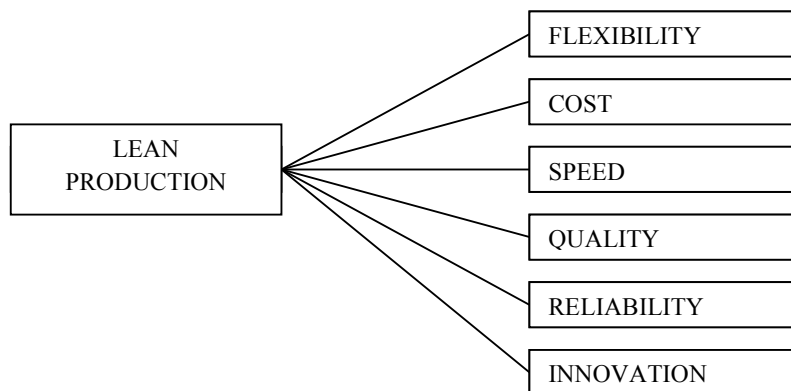 LEAN
PRODUCTION
FLEXIBILITY
COST
SPEED
QUALITY
RELIABILITY
INNOVATION